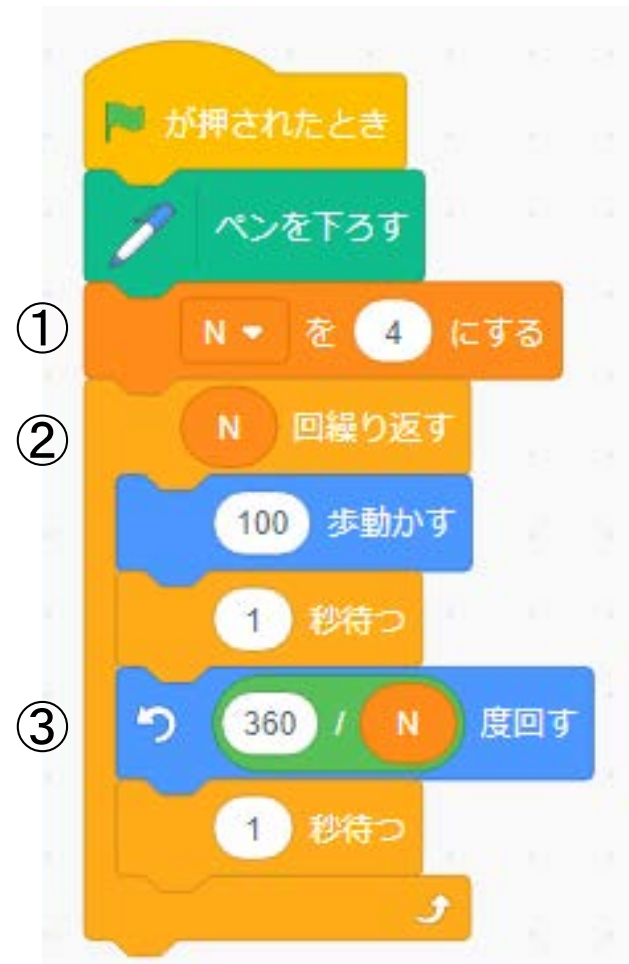 が押されたとき
ペンを下ろす
① N を 4 にする
② N 回繰り返す
100 歩動かす
1 秒待つ
③ 360 / N 度回す
1 秒待つ